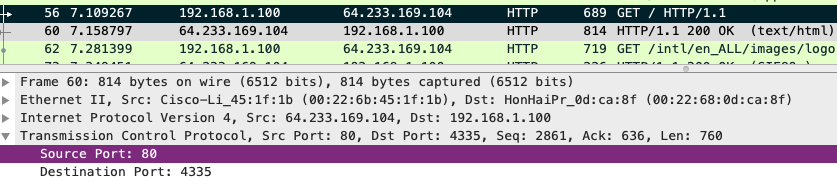 56 7.109267 192.168.1.100 64.233.169.104 HTTP 689 GET / HTTP/1.1
60 7.158797 64.233.169.104 192.168.1.100 HTTP 814 HTTP/1.1 200 OK (text/html)
62 7.281399 192.168.1.100 64.233.169.104 HTTP 719 GET /intl/en_ALL/images/logo
Frame 60: 814 bytes on wire (6512 bits), 814 bytes captured (6512 bits)
Ethernet II, Src: Cisco-Li_45:1f:1b (00:22:6b:45:1f:1b), Dst: HonHaiPr_0d:ca:8f (00:22:68:0d:ca:8f)
Internet Protocol Version 4, Src: 64.233.169.104, Dst: 192.168.1.100
Transmission Control Protocol, Src Port: 80, Dst Port: 4335, Seq: 2861, Ack: 636, Len: 760
Source Port: 80
Destination Port: 4335